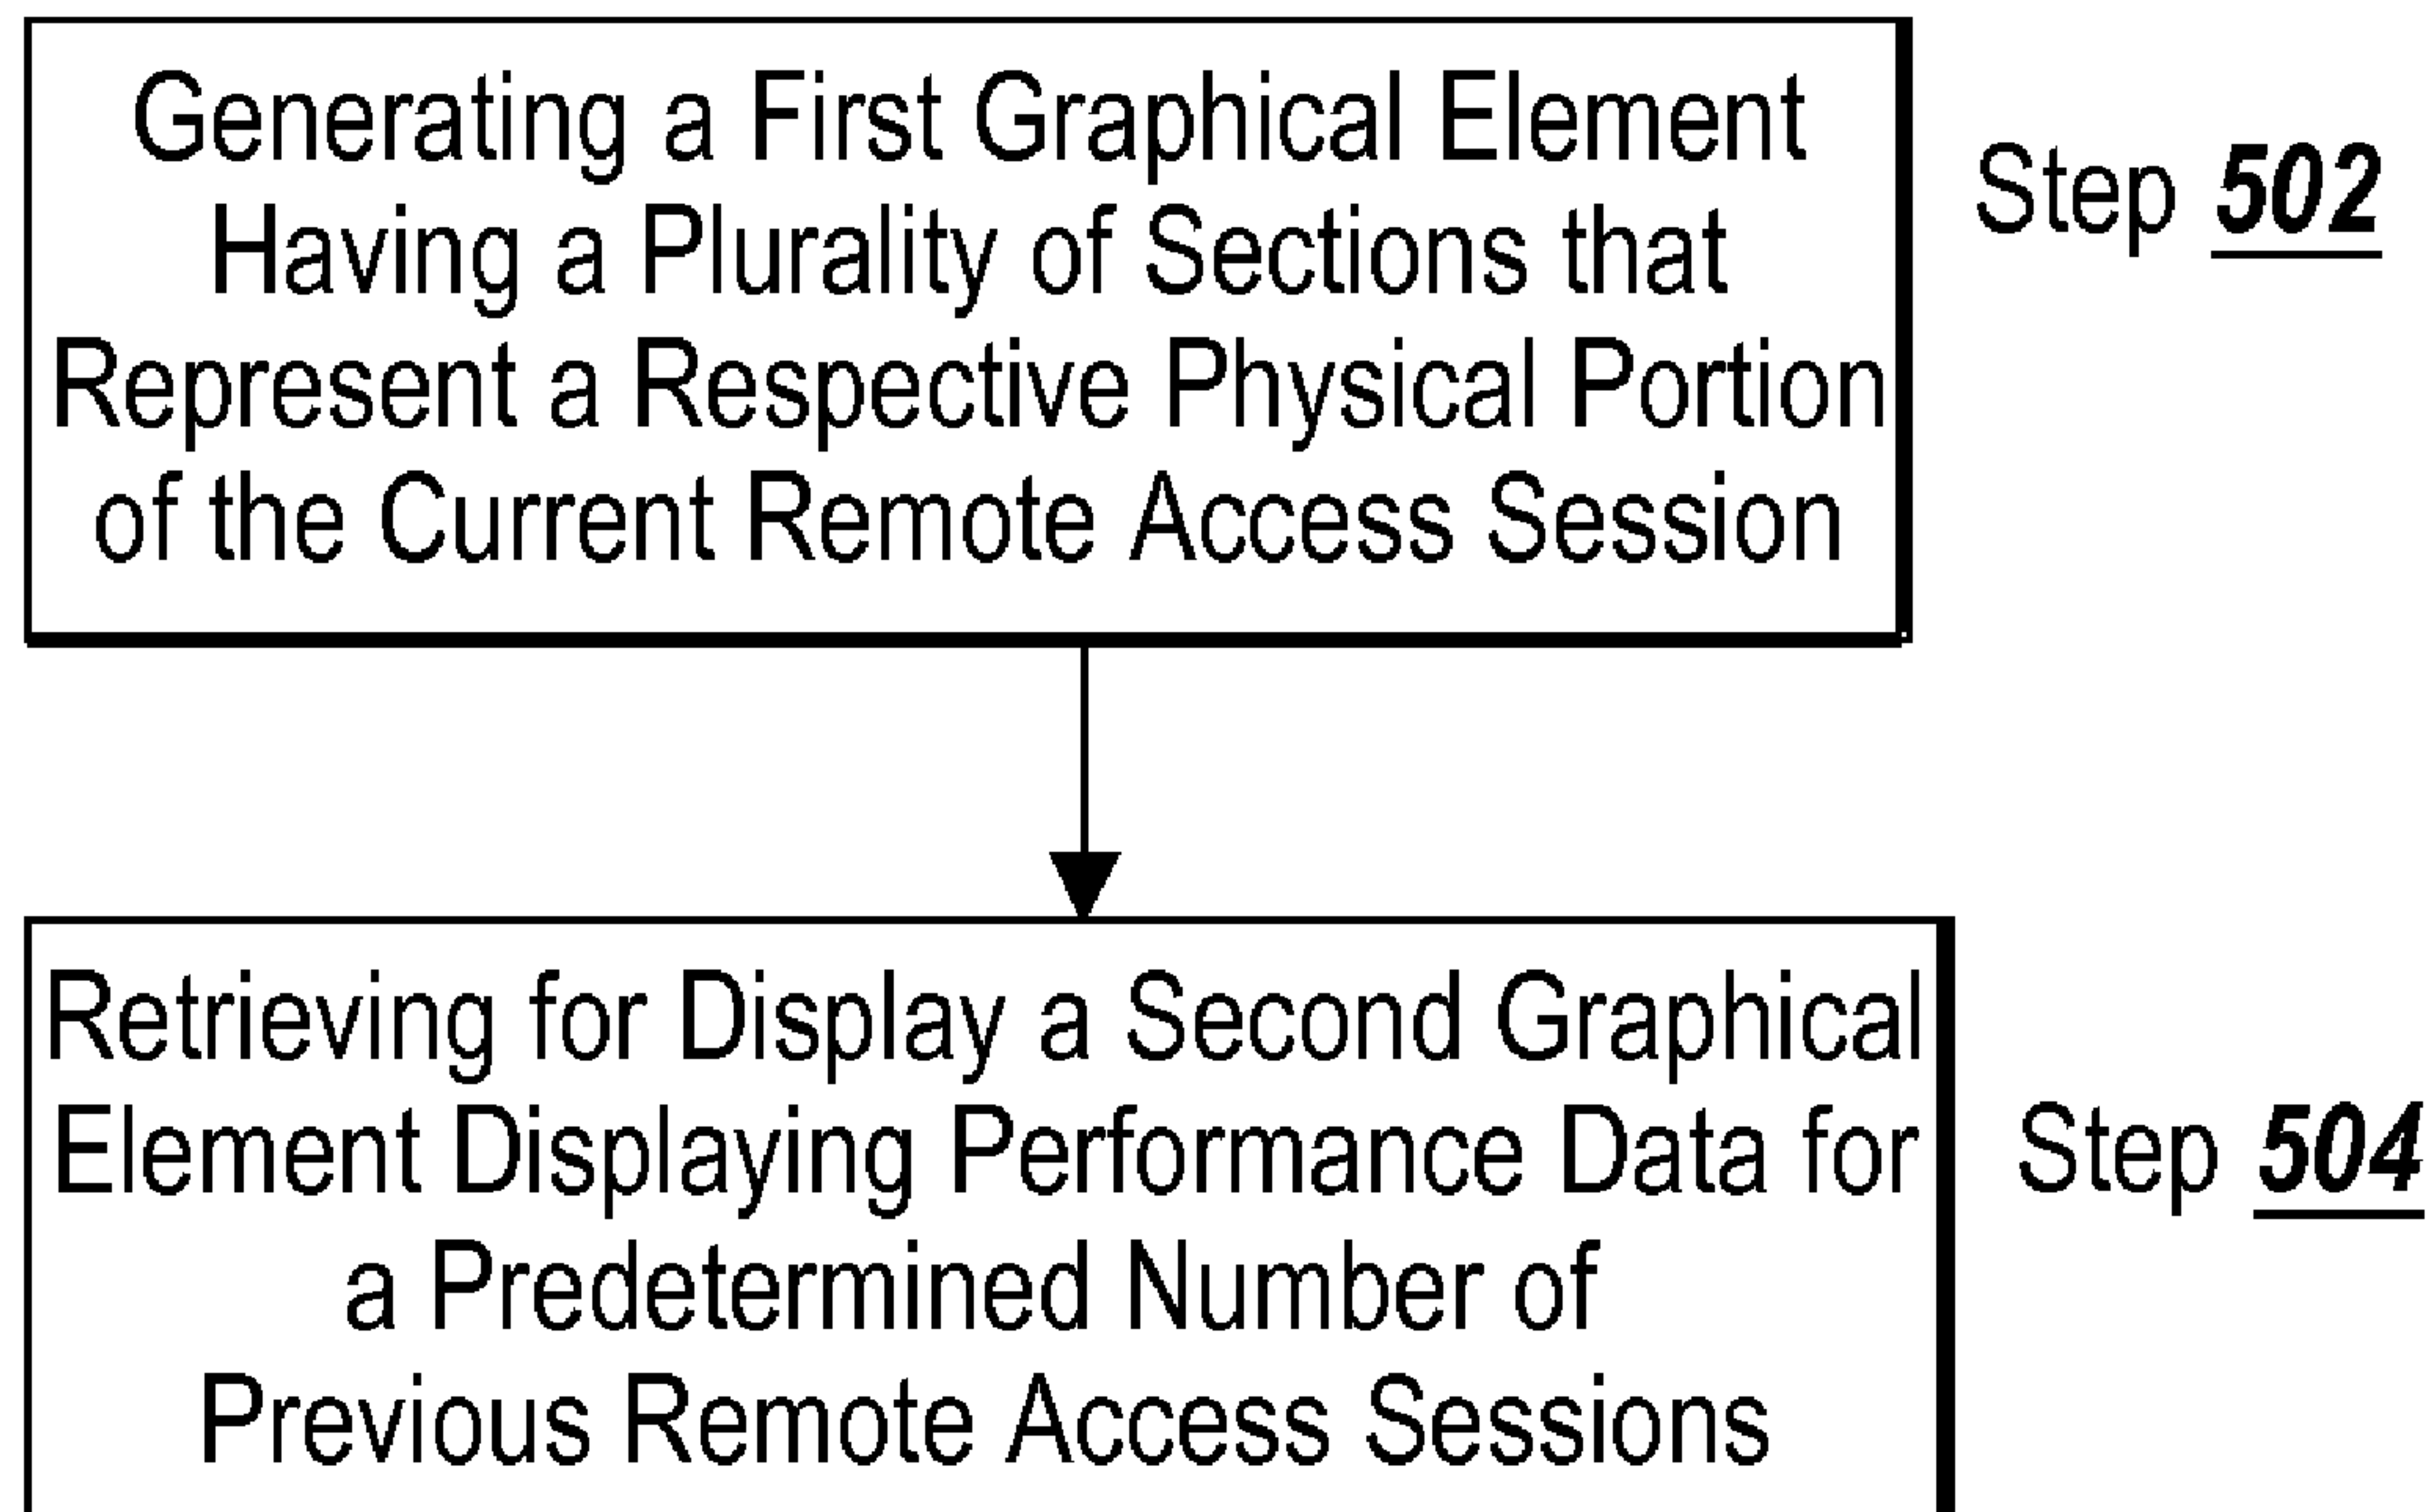 Generating a First Graphical Element
Having a Plurality of Sections that
Represent a Respective Physical Portion
of the Current Remote Access Session
Step 502
Retrieving for Display a Second Graphical
Element Displaying Performance Data for
a Predetermined Number of
Previous Remote Access Sessions
Step 504